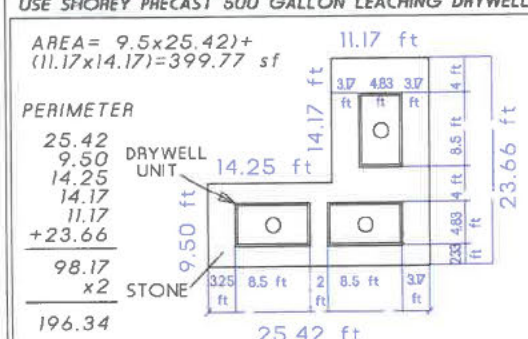 USE SHOREY PRECAST 500 GALLON LEACHING DRYWELL
AREA= 9.5x25.42)+
(11.17x14.17)=399.77 sf
PERIMETER
25.42
9.50
14.25
14.17
11.17
+23.66
98.17
x2
196.34
DRYWELL
UNIT
STONE
11.17 ft
3.17 4.83 3.17
ft ft ft
14.17 ft
14.25 ft
9.50 ft
4 ft
8.5 ft
4 ft
4.83
2.33 ft
23.66 ft
3.25 8.5 ft 2 8.5 ft 3.17
ft ft ft
25.42 ft